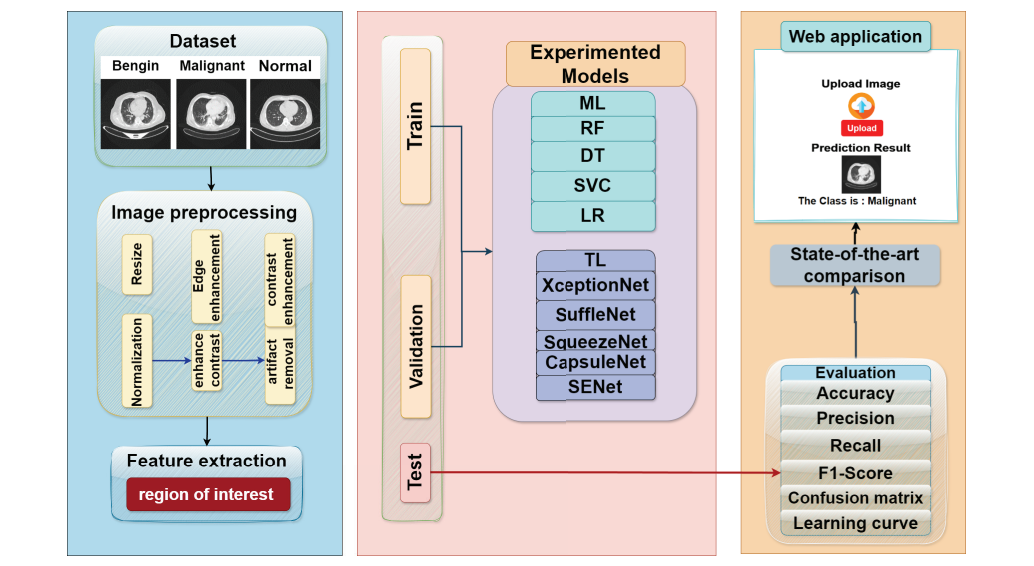 Dataset
Bengin
Malignant
Normal
Image preprocessing
Resize
Edge
enhancement
contrast
enhancement
Normalization
enhance
contrast
artifact
removal
Feature extraction
region of interest
Train
Validation
Test
Experimented
Models
ML
RF
DT
SVC
LR
TL
XceptionNet
SuffleNet
SqueezeNet
CapsuleNet
SENet
Web application
Upload Image
Upload
Prediction Result
The Class is : Malignant
State-of-the-art
comparison
Evaluation
Accuracy
Precision
Recall
F1-Score
Confusion matrix
Learning curve